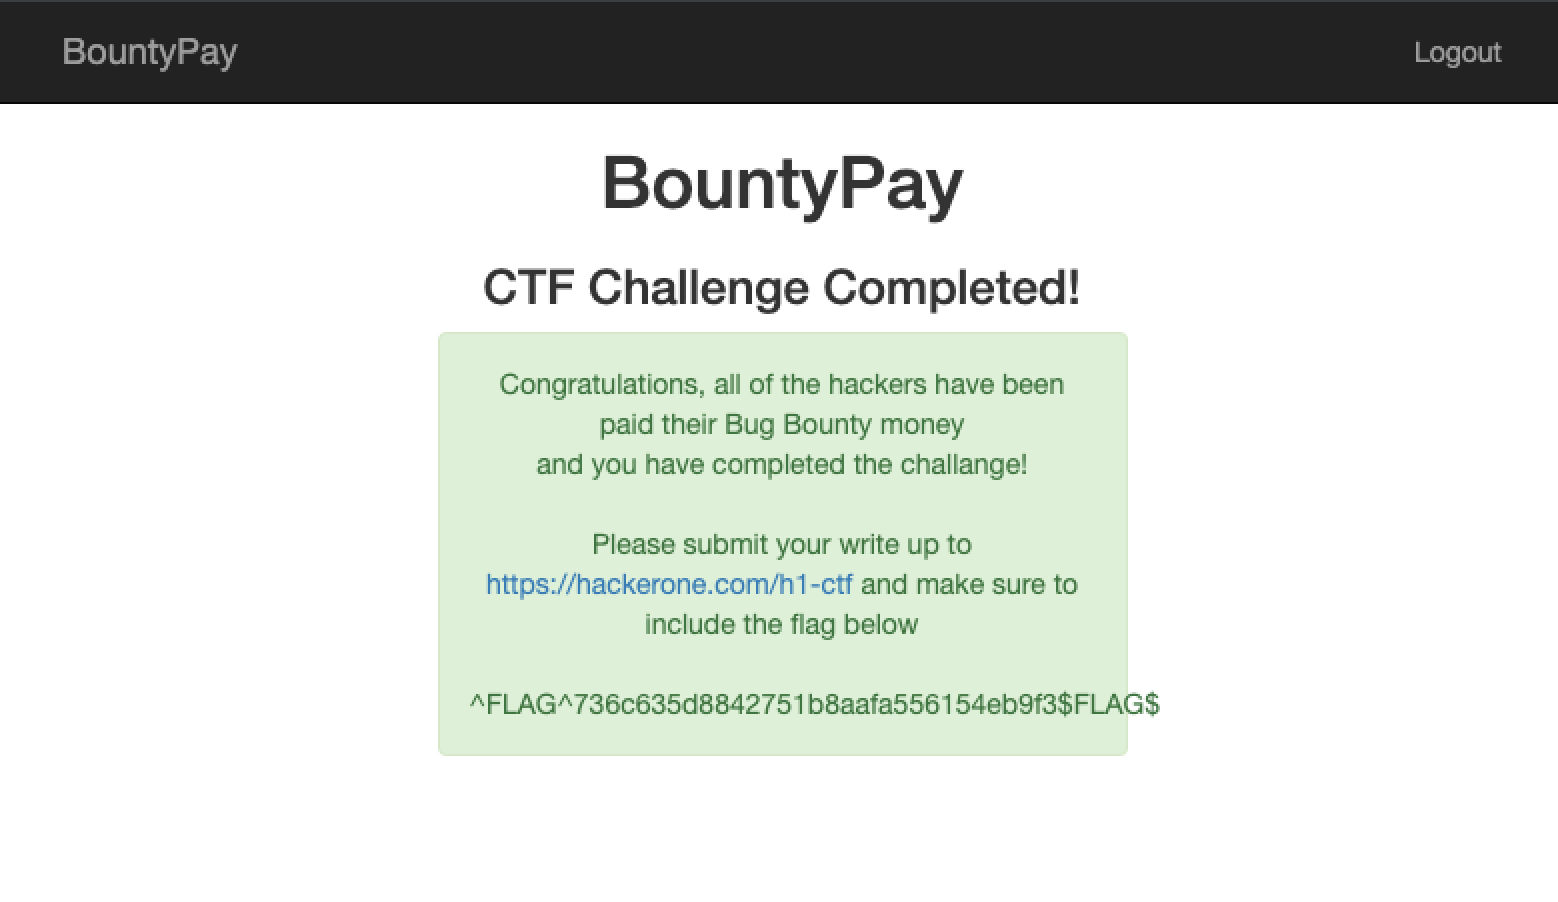 BountyPay
Logout
BountyPay
CTF Challenge Completed!
Congratulations, all of the hackers have been
paid their Bug Bounty money
and you have completed the challange!
Please submit your write up to
https://hackerone.com/h1-ctf and make sure to
include the flag below
^FLAG^736c635d8842751b8aafa556154eb9f3$FLAG$